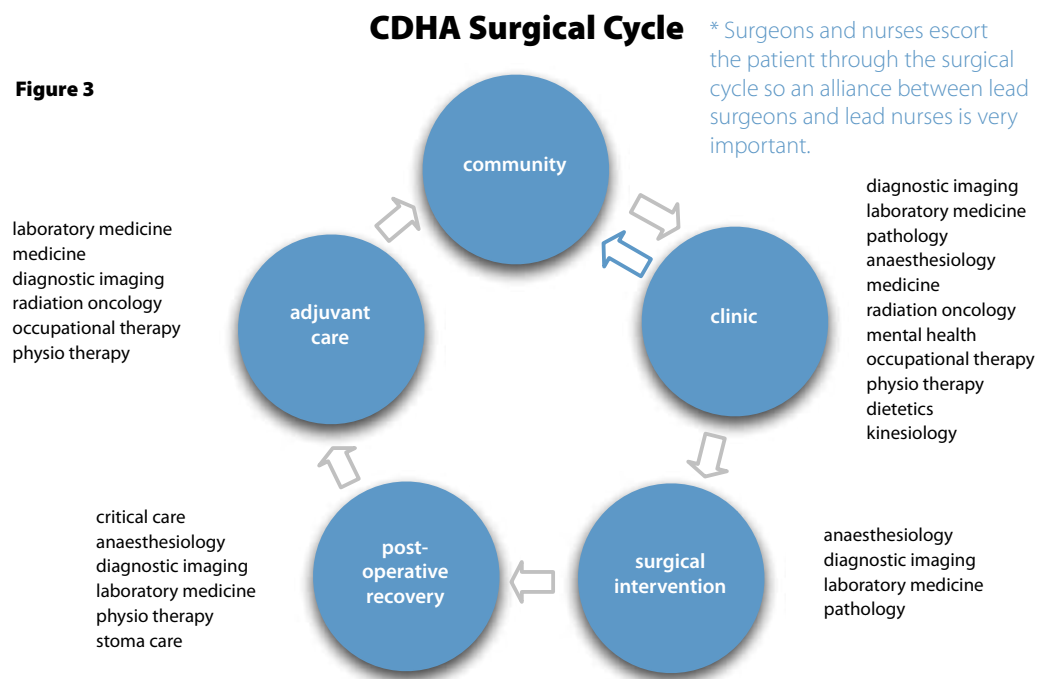 CDHA Surgical Cycle
* Surgeons and nurses escort
the patient through the surgical
cycle so an alliance between lead
surgeons and lead nurses is very
important.
Figure 3
community
diagnostic imaging
laboratory medicine
pathology
anaesthesiology
medicine
radiation oncology
mental health
occupational therapy
physio therapy
dietetics
kinesiology
clinic
laboratory medicine
medicine
diagnostic imaging
radiation oncology
occupational therapy
physio therapy
adjuvant
care
critical care
anaesthesiology
diagnostic imaging
laboratory medicine
physio therapy
stoma care
post-
operative
recovery
surgical
intervention
anaesthesiology
diagnostic imaging
laboratory medicine
pathology